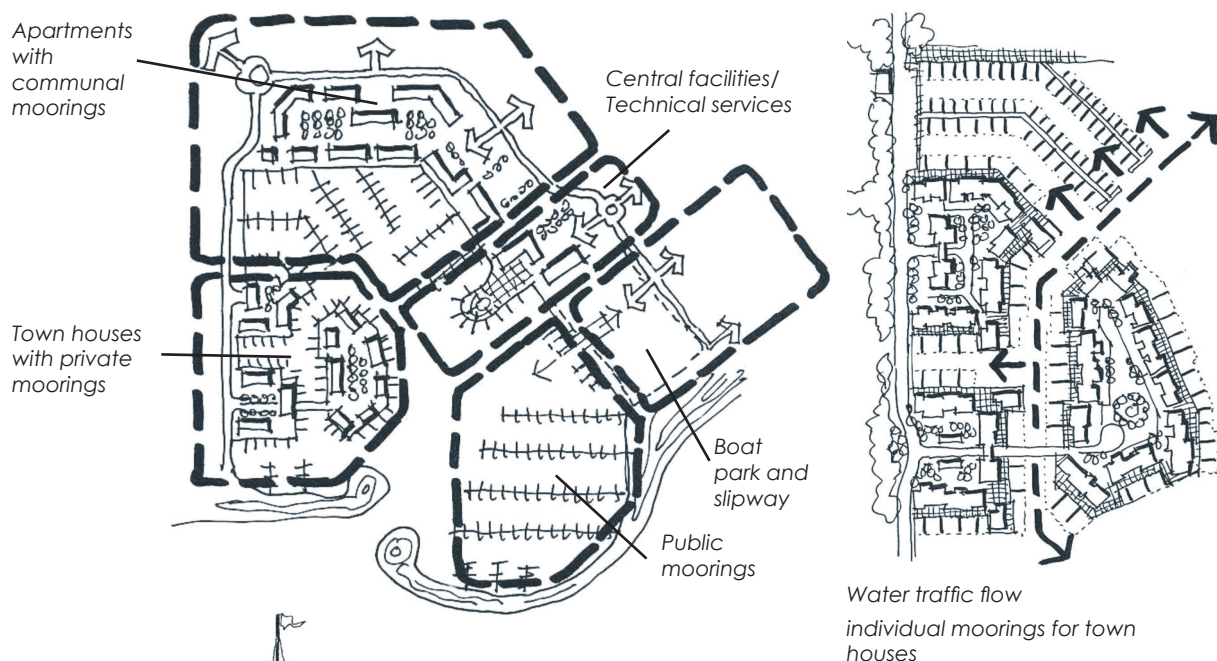 Apartments
with
communal
moorings
Central facilities/
Technical services
Town houses
with private
moorings
Boat
park and
slipway
Public
moorings
Water traffic flow
individual moorings for town
houses